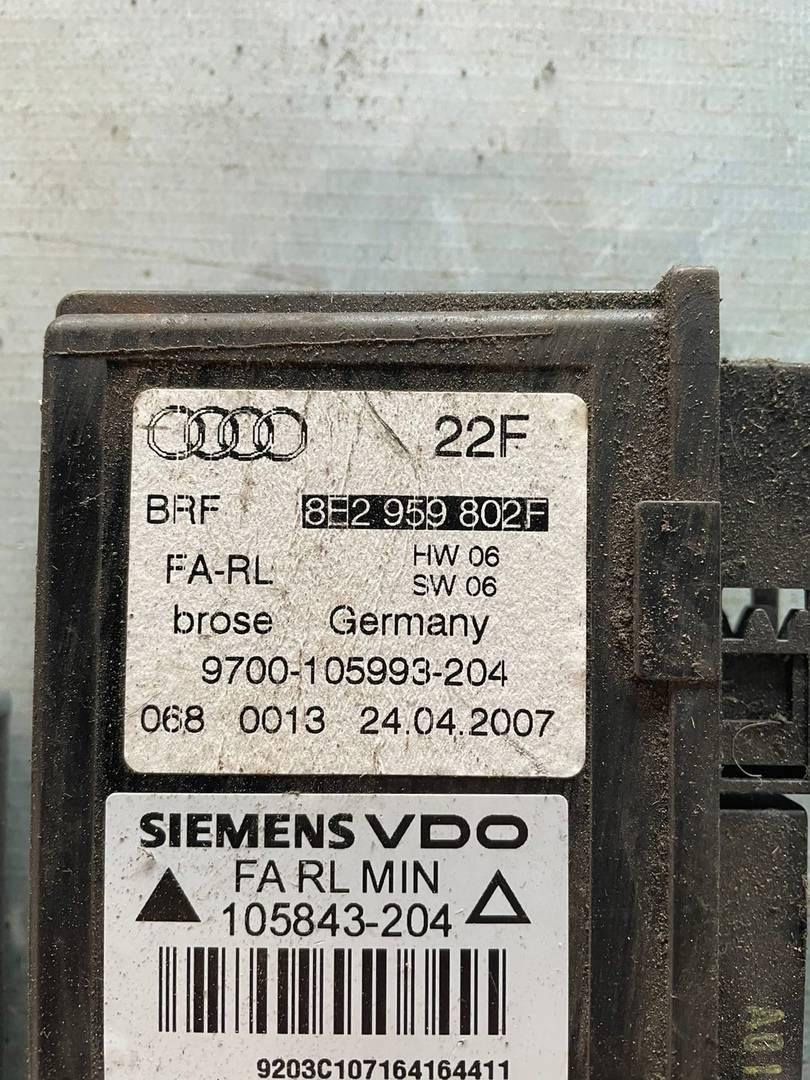 22F
BRF 8E2 959 802F
FA-RL HW 06
SW 06
brose Germany
9700-105993-204
068 0013 24.04.2007
SIEMENS VDO
FA RL MIN
105843-204
9203C107164164411